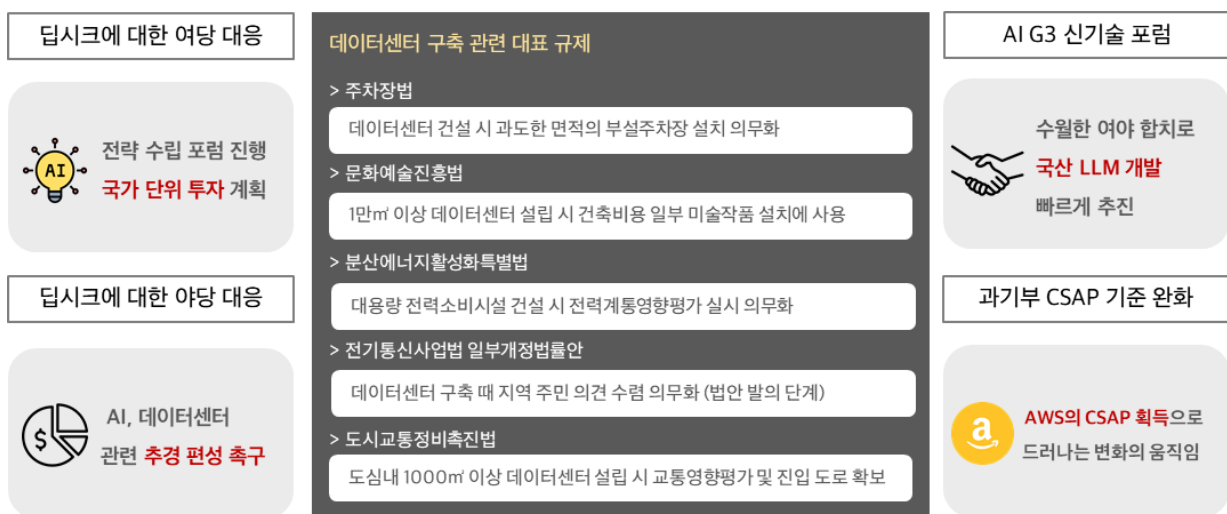 딥시크에 대한 여당 대응
AI
전략 수립 포럼 진행
국가 단위 투자 계획
딥시크에 대한 야당 대응
$
AI, 데이터센터
관련 추경 편성 촉구
데이터센터 구축 관련 대표 규제
> 주차장법
데이터센터 건설 시 과도한 면적의 부설주차장 설치 의무화
> 문화예술진흥법
1만㎡ 이상 데이터센터 설립 시 건축비용 일부 미술작품 설치에 사용
> 분산에너지활성화특별법
대용량 전력소비시설 건설 시 전력계통영향평가 실시 의무화
> 전기통신사업법 일부개정법률안
데이터센터 구축 때 지역 주민 의견 수렴 의무화 (법안 발의 단계)
> 도시교통정비촉진법
도심내 1000㎡ 이상 데이터센터 설립 시 교통영향평가 및 진입 도로 확보
AI G3 신기술 포럼
수월한 여야 합치로
국산 LLM 개발
빠르게 추진
과기부 CSAP 기준 완화
a
AWS의 CSAP 획득으로
드러나는 변화의 움직임